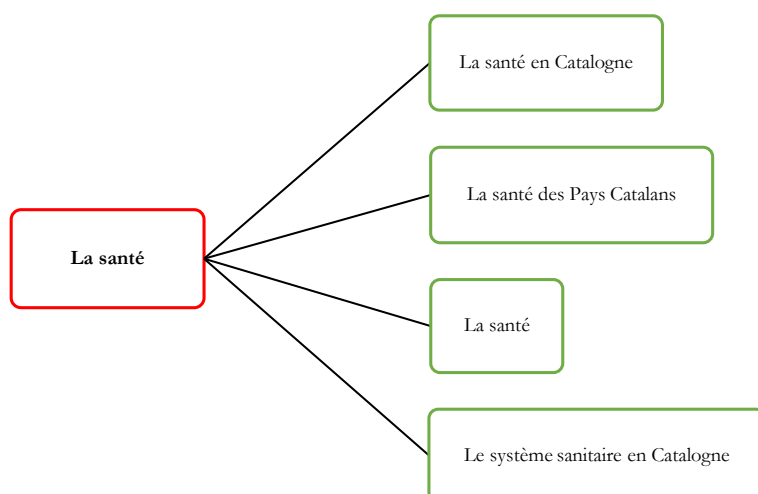 La santé en Catalogne
La santé des Pays Catalans
La santé
La santé
Le système sanitaire en Catalogne